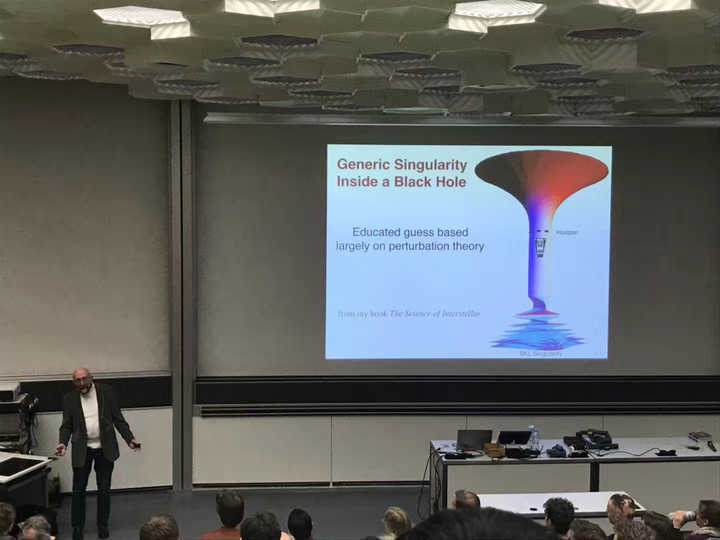 Generic Singularity
Inside a Black Hole
Educated guess based
largely on perturbation theory
Horizon
from my book The Science of Interstellar
BKL Singularity